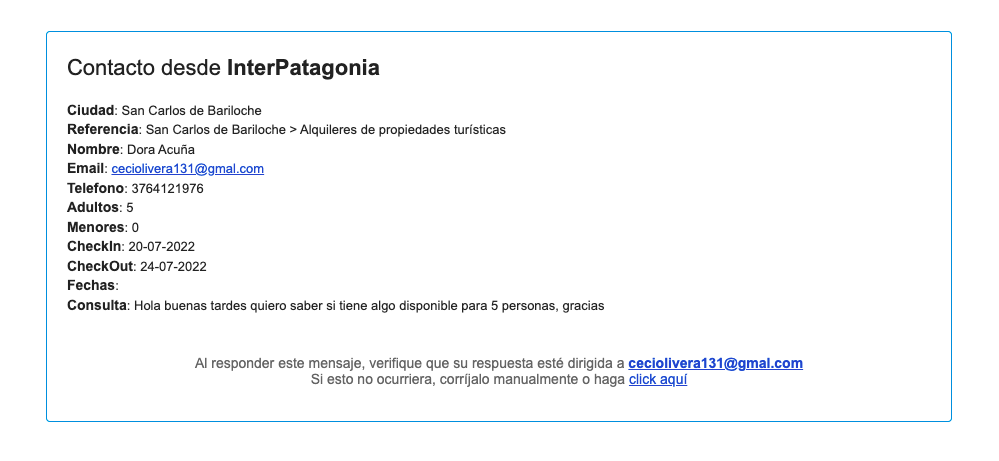 Contacto desde InterPatagonia
Ciudad: San Carlos de Bariloche
Referencia: San Carlos de Bariloche > Alquileres de propiedades turísticas
Nombre: Dora Acuña
Email: ceciolivera131@gmal.com
Telefono: 3764121976
Adultos: 5
Menores: 0
CheckIn: 20-07-2022
CheckOut: 24-07-2022
Fechas:
Consulta: Hola buenas tardes quiero saber si tiene algo disponible para 5 personas, gracias
Al responder este mensaje, verifique que su respuesta esté dirigida a ceciolivera131@gmal.com
Si esto no ocurriera, corríjalo manualmente o haga click aquí